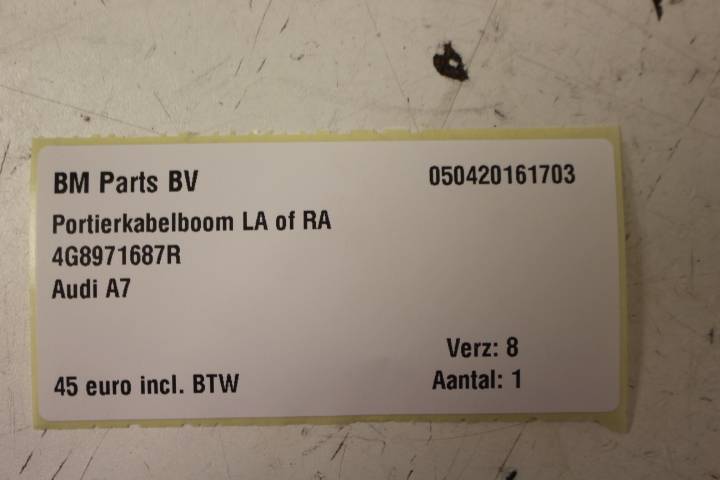 BM Parts BV 050420161703
Portierkabelboom LA of RA
4G8971687R
Audi A7
Verz: 8
45 euro incl. BTW Aantal: 1